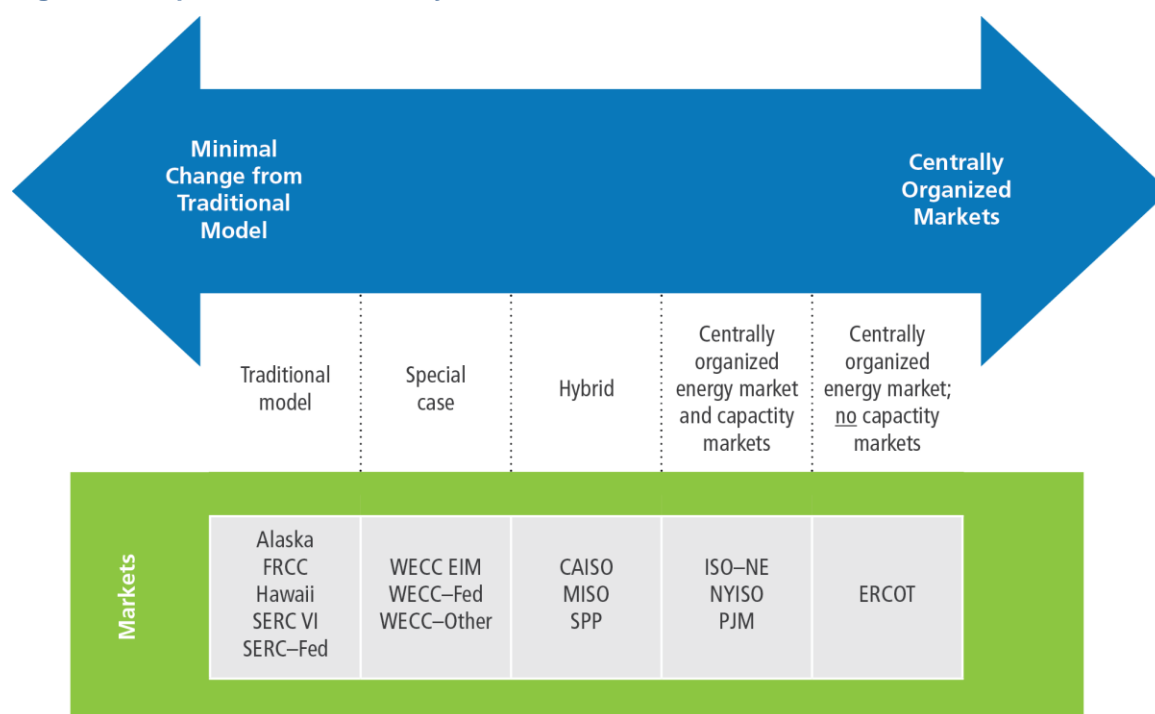 Minimal
Change from
Traditional
Model
Centrally
Organized
Markets
Traditional
model
Special
case
Hybrid
Centrally
organized
energy market
and capactity
markets
Centrally
organized
energy market;
no capactity
markets
Markets
Alaska
FRCC
Hawaii
SERC VI
SERC–Fed
WECC EIM
WECC–Fed
WECC–Other
CAISO
MISO
SPP
ISO–NE
NYISO
PJM
ERCOT